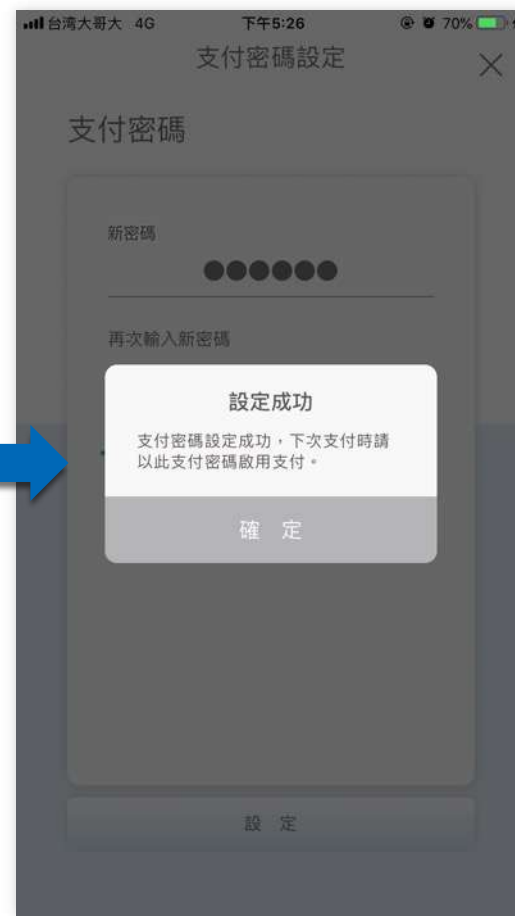 台灣大哥大 4G 下午5:26 70%
支付密碼設定
支付密碼
新密碼
再次輸入新密碼
設定成功
支付密碼設定成功，下次支付時請
以此支付密碼啟用支付。
確 定
設 定